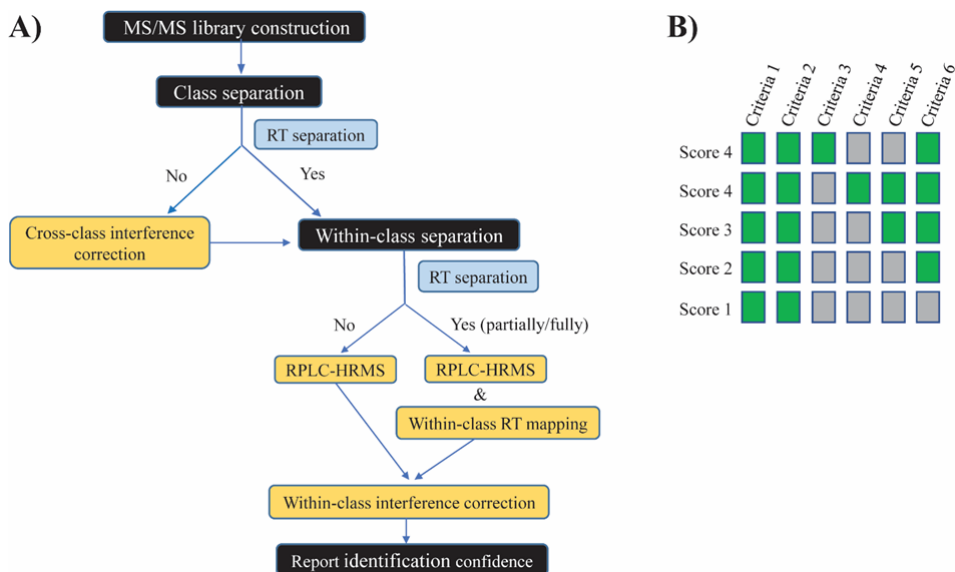 A)
MS/MS library construction
Class separation
RT separation
No
Yes
Cross-class interference
correction
Within-class separation
RT separation
No
Yes (partially/fully)
RPLC-HRMS
RPLC-HRMS
&
Within-class RT mapping
Within-class interference correction
Report identification confidence
B)
Criteria 1
Criteria 2
Criteria 3
Criteria 4
Criteria 5
Criteria 6
Score 4
Score 4
Score 3
Score 2
Score 1